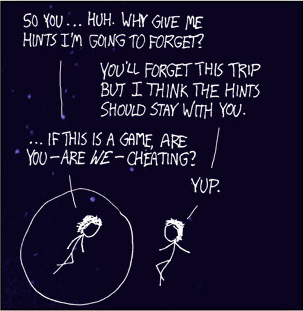 SO YOU... HUH. WHY GIVE ME
HINTS I'M GOING TO FORGET?
YOU'LL FORGET THIS TRIP
BUT I THINK THE HINTS
SHOULD STAY WITH YOU.
...IF THIS IS A GAME, ARE
YOU—ARE WE—CHEATING?
YUP.